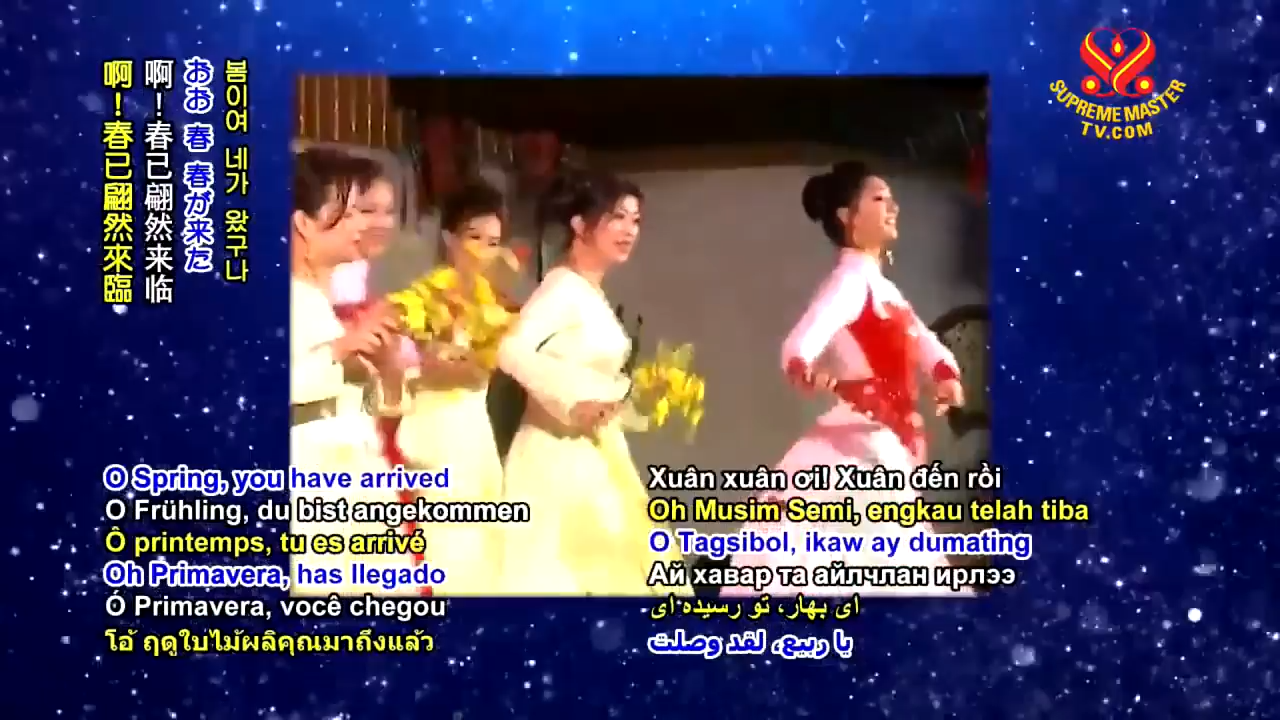 啊！春已翩然來臨
啊！春已翩然来临
おお 春 春が来た
봄이여 네가 왔구나
SUPREME MASTER
TV.COM
O Spring, you have arrived
O Frühling, du bist angekommen
Ô printemps, tu es arrivé
Oh Primavera, has llegado
Ó Primavera, você chegou
โอ้ ฤดูใบไม้ผลิคุณมาถึงแล้ว
Xuân xuân ơi! Xuân đến rồi
Oh Musim Semi, engkau telah tiba
O Tagsibol, ikaw ay dumating
Ай хавар та айлчлан ирлээ
ای بهار، تو رسیده ای
يا ربيع، لقد وصلت